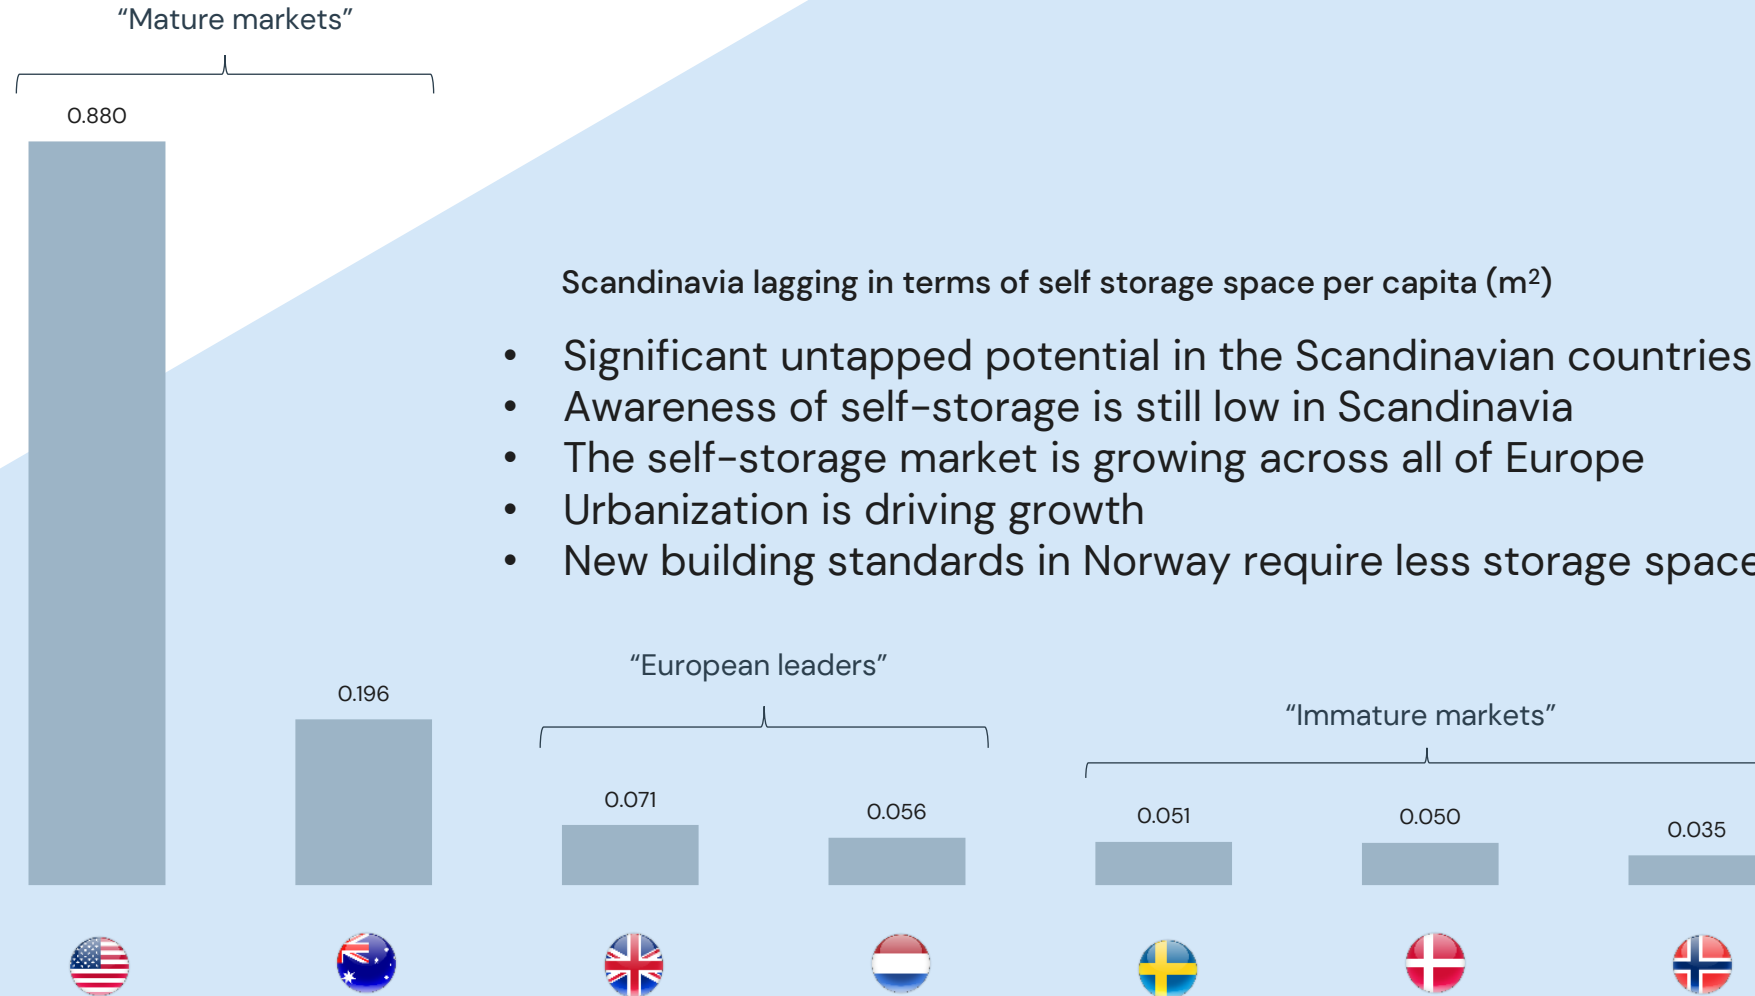 “Mature markets”
0.880
Scandinavia lagging in terms of self storage space per capita (m²)
• Significant untapped potential in the Scandinavian countries
• Awareness of self-storage is still low in Scandinavia
• The self-storage market is growing across all of Europe
• Urbanization is driving growth
• New building standards in Norway require less storage space
“European leaders”
0.196
“Immature markets”
0.071
0.056
0.051
0.050
0.035